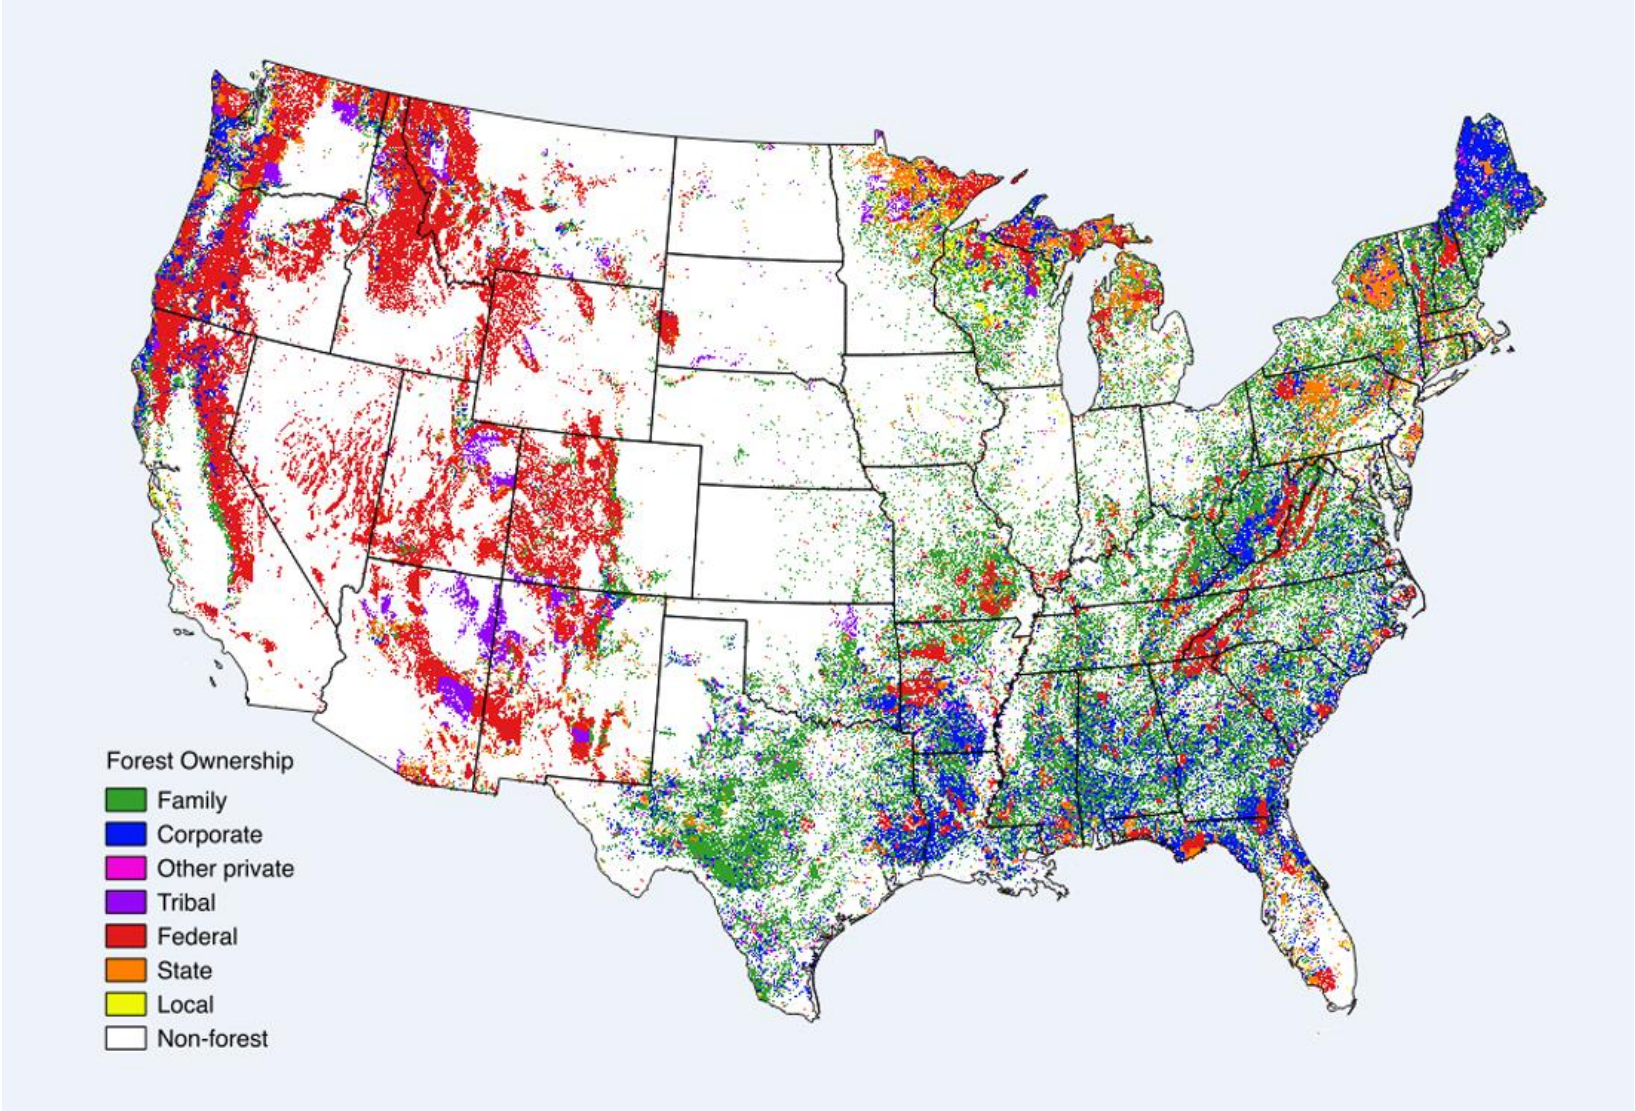 Forest Ownership
Family
Corporate
Other private
Tribal
Federal
State
Local
Non-forest